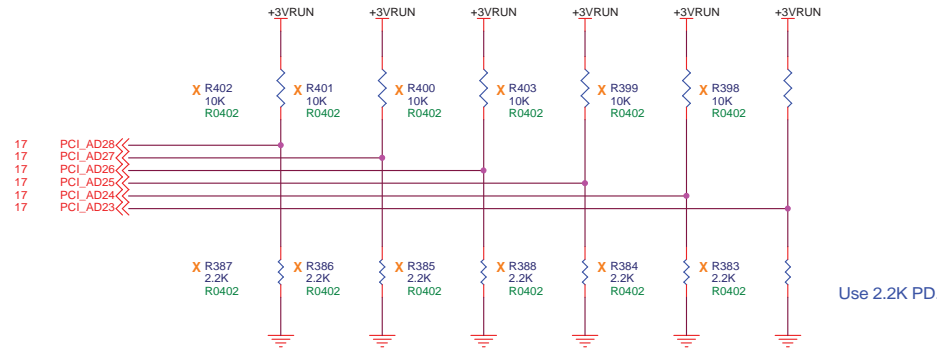 +3VRUN +3VRUN +3VRUN +3VRUN +3VRUN +3VRUN
X R402 X R401 X R400 X R403 X R399 X R398
10K 10K 10K 10K 10K 10K
R0402 R0402 R0402 R0402 R0402 R0402
17 PCI_AD28
17 PCI_AD27
17 PCI_AD26
17 PCI_AD25
17 PCI_AD24
17 PCI_AD23
X R387 X R386 X R385 X R388 X R384 X R383
2.2K 2.2K 2.2K 2.2K 2.2K 2.2K
R0402 R0402 R0402 R0402 R0402 R0402
Use 2.2K PD